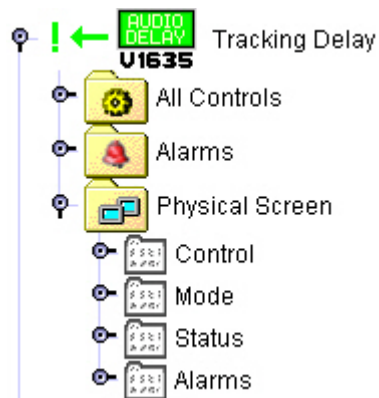 AUDIO
DELAY
V1635
Tracking Delay
All Controls
Alarms
Physical Screen
Control
Mode
Status
Alarms